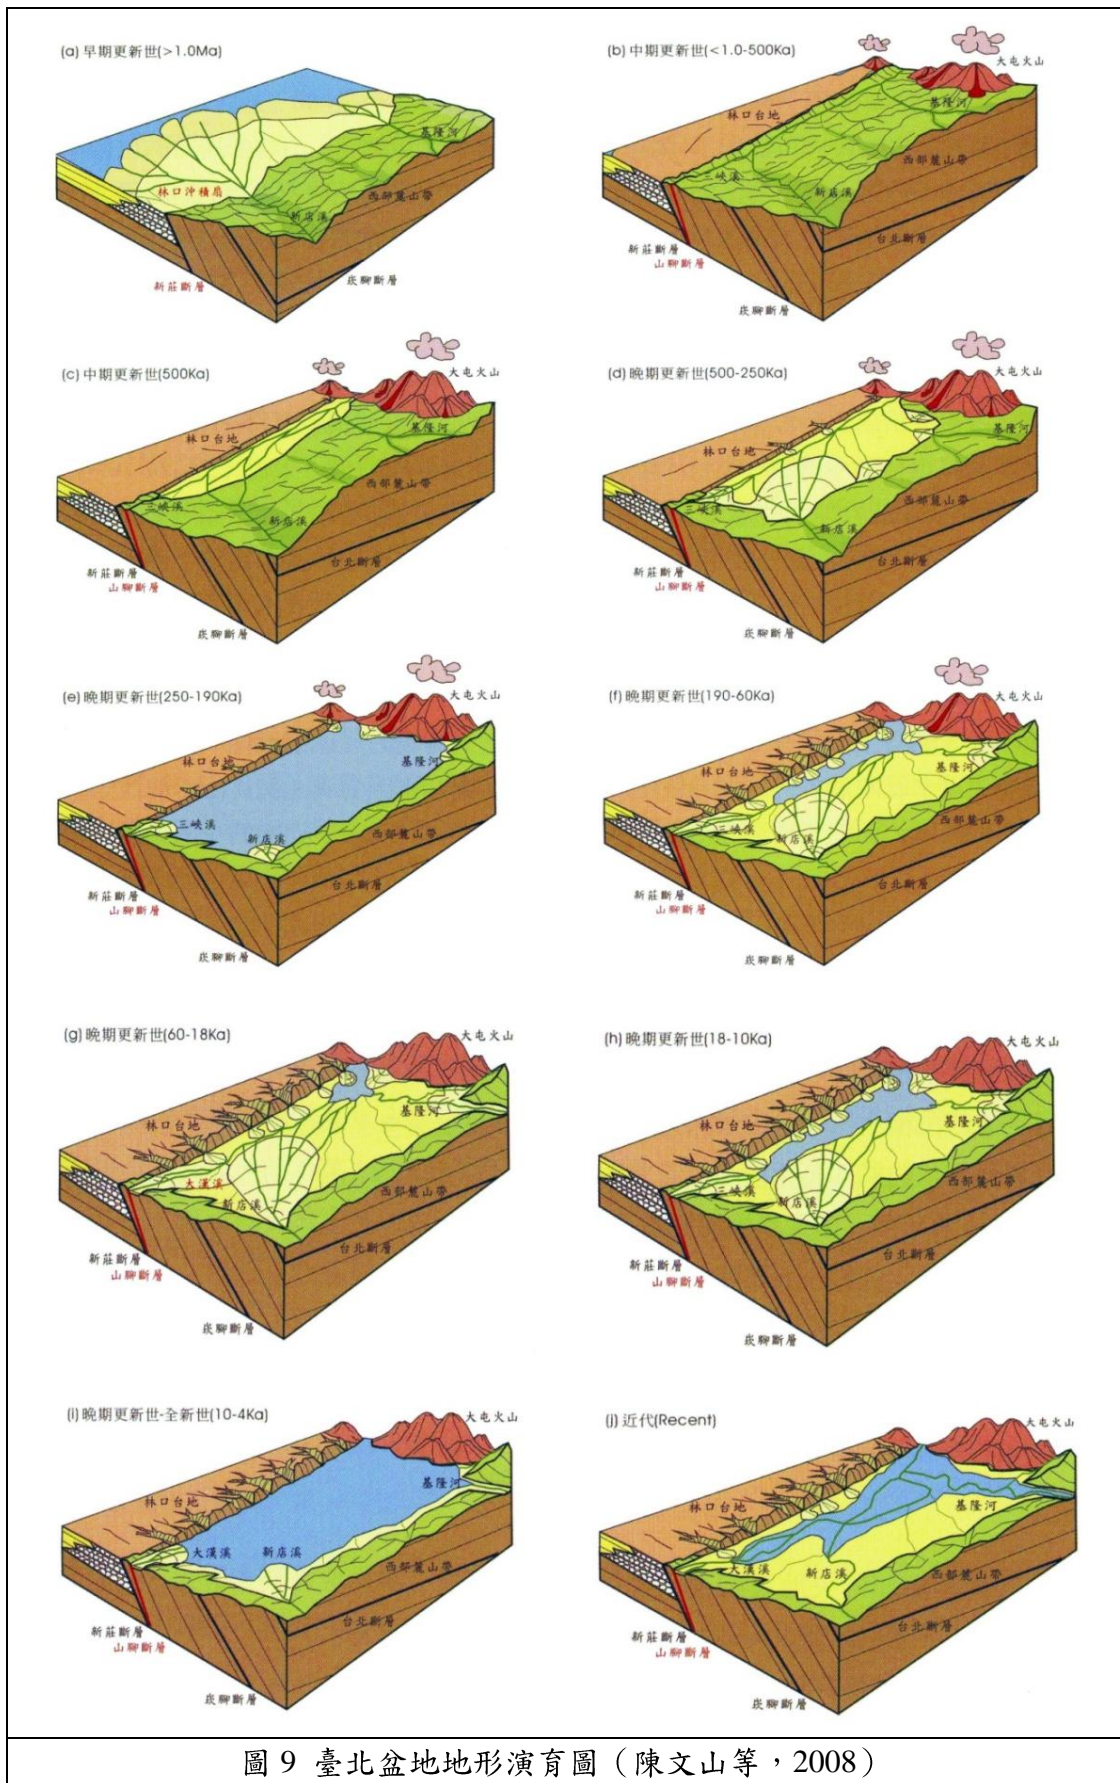 (a)早期更新世(>1.0Ma)
基隆河
林口沖積扇
西部麓山帶
新店溪
新莊斷層
崁腳斷層
(b)中期更新世(<1.0-500Ka)
大屯火山
林口台地
基隆河
西部麓山帶
三峽溪
新店溪
台北斷層
新莊斷層
山腳斷層
崁腳斷層
(c)中期更新世(500Ka)
大屯火山
林口台地
基隆河
西部麓山帶
三峽溪
新店溪
台北斷層
新莊斷層
山腳斷層
崁腳斷層
(d)晚期更新世(500-250Ka)
大屯火山
林口台地
基隆河
西部麓山帶
三峽溪
新店溪
台北斷層
新莊斷層
山腳斷層
崁腳斷層
(e)晚期更新世(250-190Ka)
大屯火山
林口台地
基隆河
三峽溪
新店溪
西部麓山帶
台北斷層
新莊斷層
山腳斷層
崁腳斷層
(f)晚期更新世(190-60Ka)
大屯火山
林口台地
基隆河
三峽溪
新店溪
西部麓山帶
台北斷層
新莊斷層
山腳斷層
崁腳斷層
(g)晚期更新世(60-18Ka)
大屯火山
林口台地
基隆河
大漢溪
新店溪
西部麓山帶
台北斷層
新莊斷層
山腳斷層
崁腳斷層
(h)晚期更新世(18-10Ka)
大屯火山
林口台地
基隆河
三峽溪
新店溪
西部麓山帶
台北斷層
新莊斷層
山腳斷層
崁腳斷層
(i)晚期更新世-全新世(10-4Ka)
大屯火山
林口台地
基隆河
大漢溪
新店溪
西部麓山帶
台北斷層
新莊斷層
山腳斷層
崁腳斷層
(j)近代(Recent)
大屯火山
林口台地
基隆河
大漢溪
新店溪
西部麓山帶
台北斷層
新莊斷層
山腳斷層
崁腳斷層
圖 9 臺北盆地地形演育圖（陳文山等，2008）